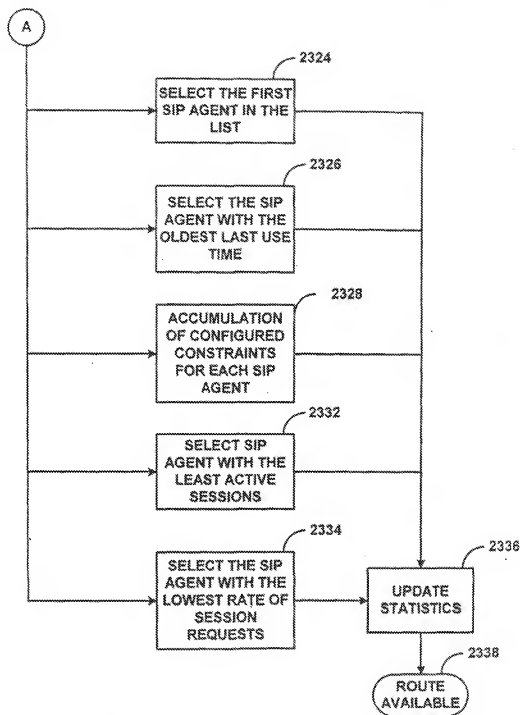 A
2324
SELECT THE FIRST
SIP AGENT IN THE
LIST
2326
SELECT THE SIP
AGENT WITH THE
OLDEST LAST USE
TIME
2328
ACCUMULATION
OF CONFIGURED
CONSTRAINTS
FOR EACH SIP
AGENT
2332
SELECT SIP
AGENT WITH THE
LEAST ACTIVE
SESSIONS
2334
SELECT THE SIP
AGENT WITH THE
LOWEST RATE OF
SESSION
REQUESTS
2336
UPDATE
STATISTICS
2338
ROUTE
AVAILABLE